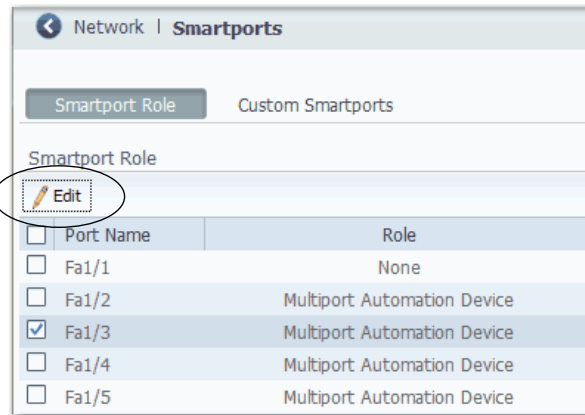 Network | Smartports
Smartport Role Custom Smartports
Smartport Role
Edit
Port Name Role
Fa1/1 None
Fa1/2 Multiport Automation Device
Fa1/3 Multiport Automation Device
Fa1/4 Multiport Automation Device
Fa1/5 Multiport Automation Device